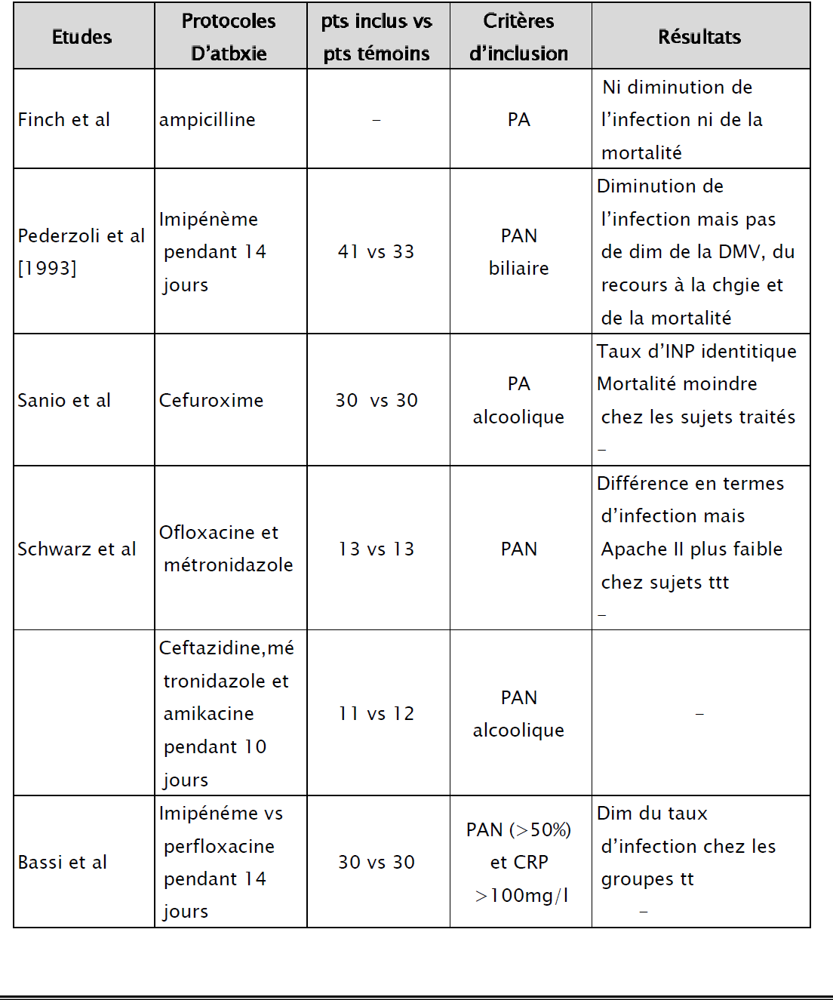 Etudes
Protocoles
D’atbxie
pts inclus vs
pts témoins
Critères
d’inclusion
Résultats
Finch et al
ampicilline
–
PA
Ni diminution de
l’infection ni de la
mortalité
Pederzoli et al
[1993]
Imipénème
pendant 14
jours
41 vs 33
PAN
biliaire
Diminution de
l’infection mais pas
de dim de la DMV, du
recours à la chgie et
de la mortalité
Sanio et al
Cefuroxime
30 vs 30
PA
alcoolique
Taux d’INP identitique
Mortalité moindre
chez les sujets traités
–
Schwarz et al
Ofloxacine et
métronidazole
13 vs 13
PAN
Différence en termes
d’infection mais
Apache II plus faible
chez sujets ttt
–
Ceftazidine,mé
tronidazole et
amikacine
pendant 10
jours
11 vs 12
PAN
alcoolique
–
Bassi et al
Imipénéme vs
perfloxacine
pendant 14
jours
30 vs 30
PAN (>50%)
et CRP
>100mg/l
Dim du taux
d’infection chez les
groupes tt
–